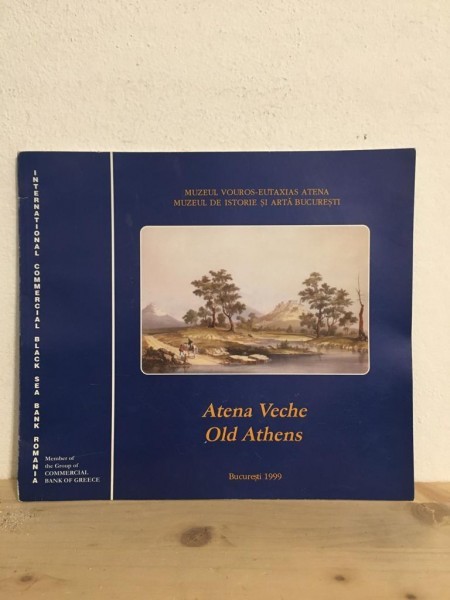 MUZEUL VOUROS-EUTAXIAS ATENA
MUZEUL DE ISTORIE ȘI ARTĂ BUCUREȘTI
Atena Veche
Old Athens
București 1999
INTERNATIONAL COMMERCIAL BLACK SEA BANK ROMANIA
Member of
the Group of
COMMERCIAL
BANK OF GREECE